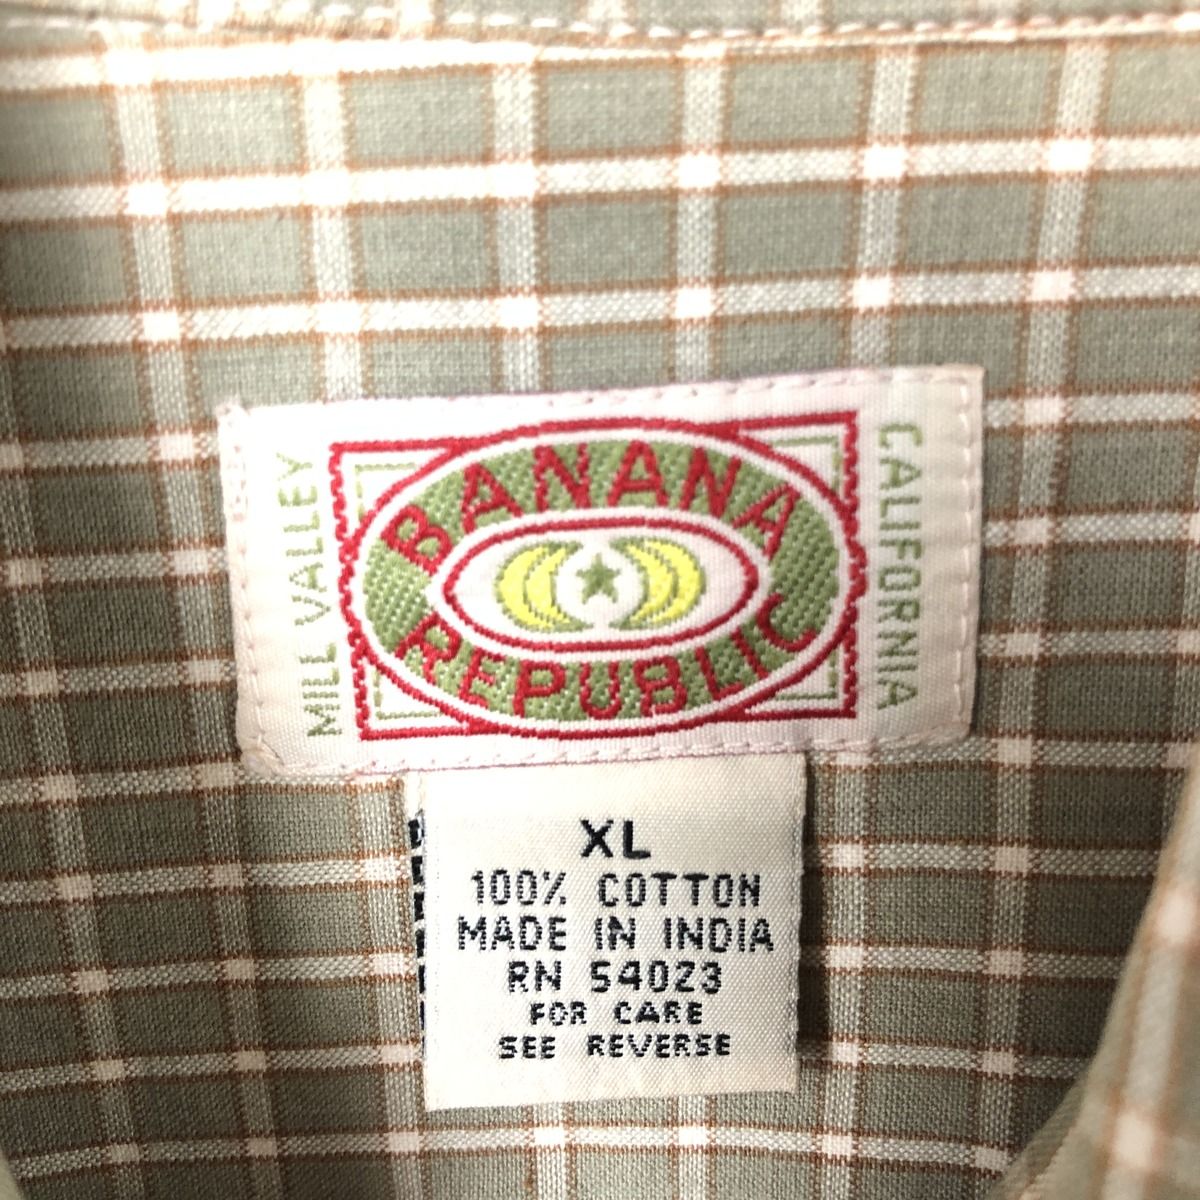 MILL VALLEY
BANANA
REPUBLIC
CALIFORNIA
XL
100% COTTON
MADE IN INDIA
RN 54023
FOR CARE
SEE REVERSE